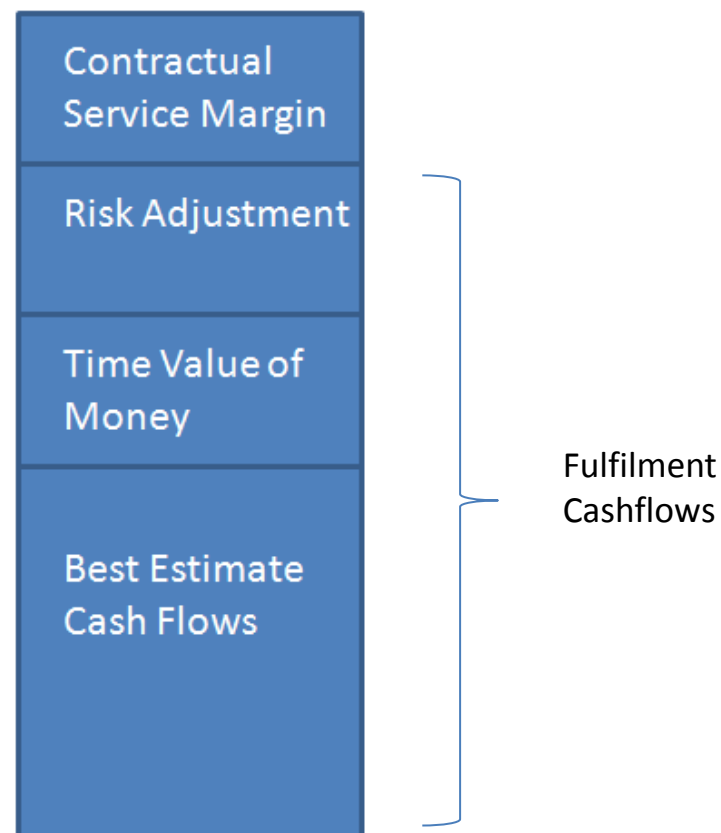 Contractual
Service Margin
Risk Adjustment
Time Value of
Money
Fulfilment
Cashflows
Best Estimate
Cash Flows